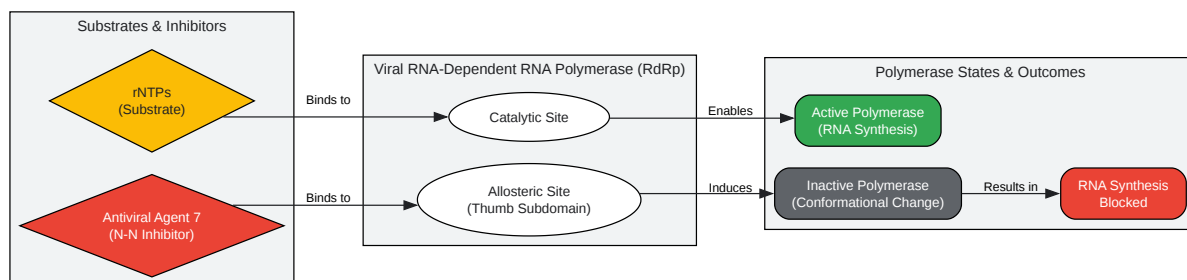 Substrates & Inhibitors
rNTPs
(Substrate)
Antiviral Agent 7
(N-N Inhibitor)
Binds to
Binds to
Viral RNA-Dependent RNA Polymerase (RdRp)
Catalytic Site
Allosteric Site
(Thumb Subdomain)
Enables
Induces
Polymerase States & Outcomes
Active Polymerase
(RNA Synthesis)
Inactive Polymerase
(Conformational Change)
Results in
RNA Synthesis
Blocked